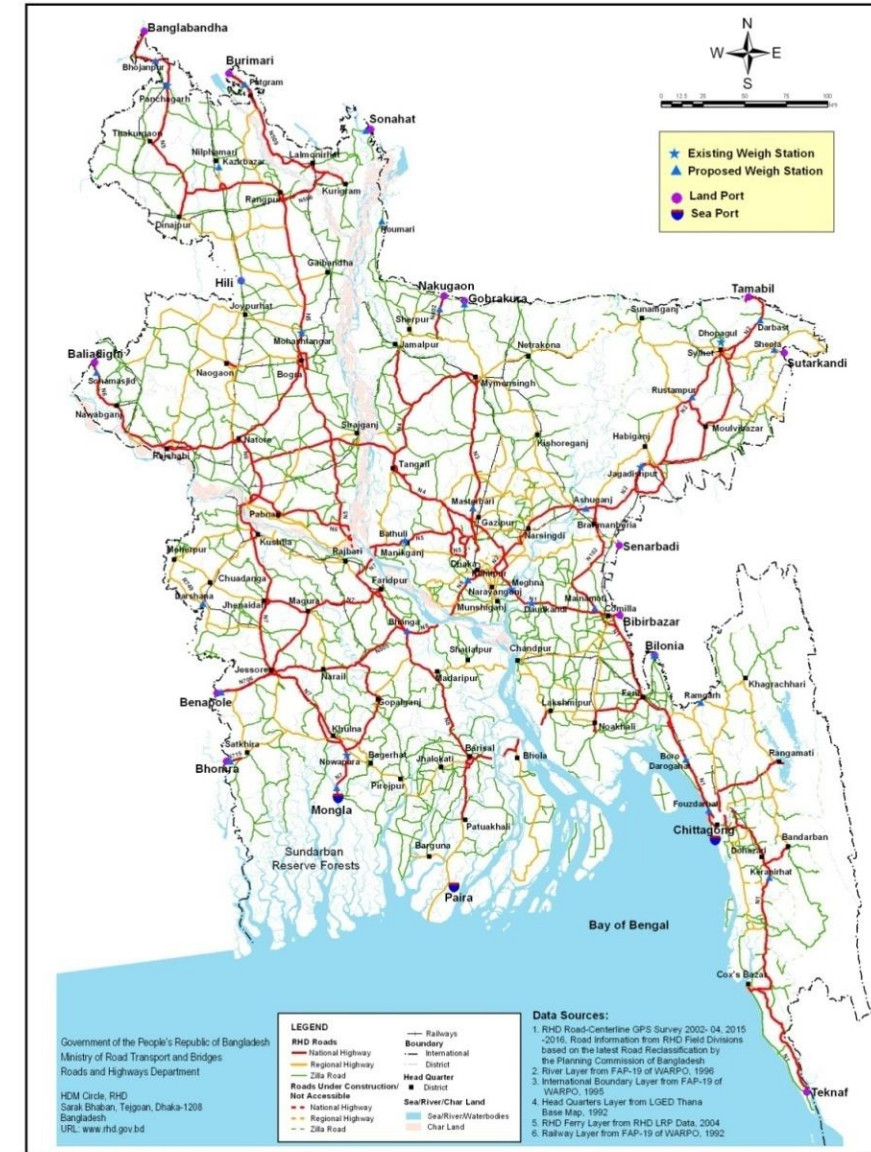 Banglabandha
Burimari
Bhojanpur
Patgram
Panchagarh
Sonahat
Thakurgaon
Nilphamari
Kazirbazar
Lalmonirhat
Kurigram
Rangpur
Dinajpur
Roumari
Gaibandha
Hili
Joypurhat
Nakugaon
Gobrakura
Tamabil
Sherpur
Sunamganj
Dhopagul
Darbast
Sheola
Mohasthangar
Jamalpur
Netrakona
Sylhet
Sutarkandi
Baliadighi
Sonamasjid
Naogaon
Bogra
Mymensingh
Rustampur
Nawabganj
Moulvibazar
Natore
Sirajganj
Kishoreganj
Habiganj
Rajshahi
Tangail
Jagadishpur
Pabna
Masterbari
Ashuganj
Gazipur
Kushtia
Bathuli
Narsingdi
Brahmanbaria
Meherpur
Rajbari
Manikganj
Senarbadi
Chuadanga
Dhaka
Faridpur
Meghna
Darshana
Jhenaidah
Magura
Narayanganj
Munshiganj
Daudkandi
Mainamoti
Comilla
Bibirbazar
Bhanga
Bilonia
Shariatpur
Chandpur
Jessore
Narail
Madaripur
Khagrachhari
Benapole
Gopalganj
Lakshmipur
Feni
Ramgarh
Noakhali
Khulna
Satkhira
Nowapara
Bagerhat
Jhalokati
Barisal
Bhola
Boro
Darogahat
Rangamati
Bhomra
Pirojpur
Mongla
Fouzdarhat
Patuakhali
Chittagong
Bandarban
Barguna
Dohazari
Keranirhat
Sundarban
Reserve Forests
Paira
Bay of Bengal
Cox's Bazar
Teknaf
N
W E
S
0 12.5 25 50 75 100
Existing Weigh Station
Proposed Weigh Station
Land Port
Sea Port
Government of the People's Republic of Bangladesh
Ministry of Road Transport and Bridges
Roads and Highways Department
HDM Circle, RHD
Sarak Bhaban, Tejgoan, Dhaka-1208
Bangladesh
URL: www.rhd.gov.bd
LEGEND
RHD Roads
National Highway
Regional Highway
Zilla Road
Roads Under Construction/
Not Accessible
National Highway
Regional Highway
Zilla Road
Railways
Boundary
International
District
Head Quarter
District
Sea/River/Char Land
Sea/River/Waterbodies
Char Land
Data Sources:
1. RHD Road-Centerline GPS Survey 2002- 04, 2015
-2016, Road Information from RHD Field Divisions
based on the latest Road Reclassification by
the Planning Commission of Bangladesh
2. River Layer from FAP-19 of WARPO, 1996
3. International Boundary Layer from FAP-19 of
WARPO, 1995
4. Head Quarters Layer from LGED Thana
Base Map, 1992
5. RHD Ferry Layer from RHD LRP Data, 2004
6. Railway Layer from FAP-19 of WARPO, 1992